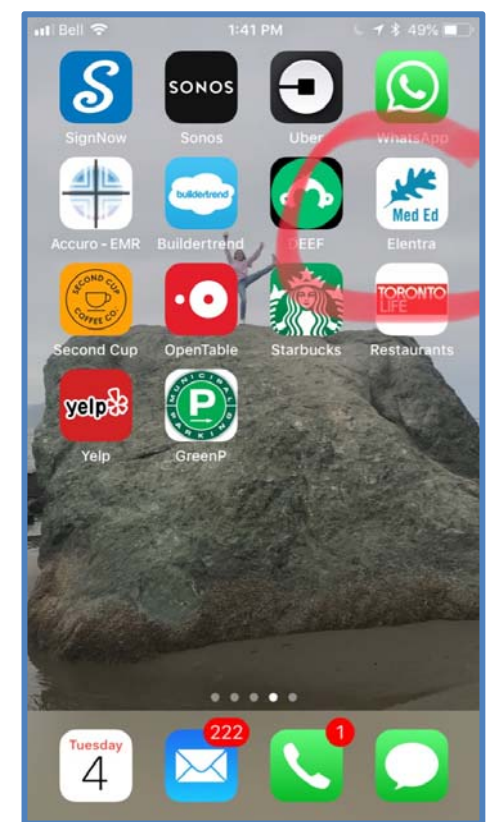 Bell 1:41 PM 49%
S SONOS
SignNow Sonos Uber WhatsApp
buildertrend Med Ed
Accuro - EMR Buildertrend DEEF Elentra
SECOND CUP COFFEE CO. TORONTO LIFE
Second Cup OpenTable Starbucks Restaurants
yelp MUNICIPAL P PARKING
Yelp GreenP
222 1
Tuesday
4